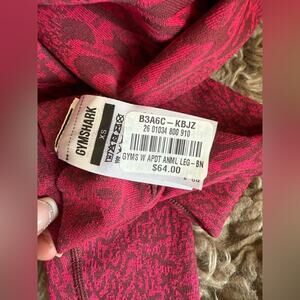 GYMSHARK
XS
B3A6C-KBJZ
26 01034 800 910
GYMS W APDT ANML LEG-BN
$64.00